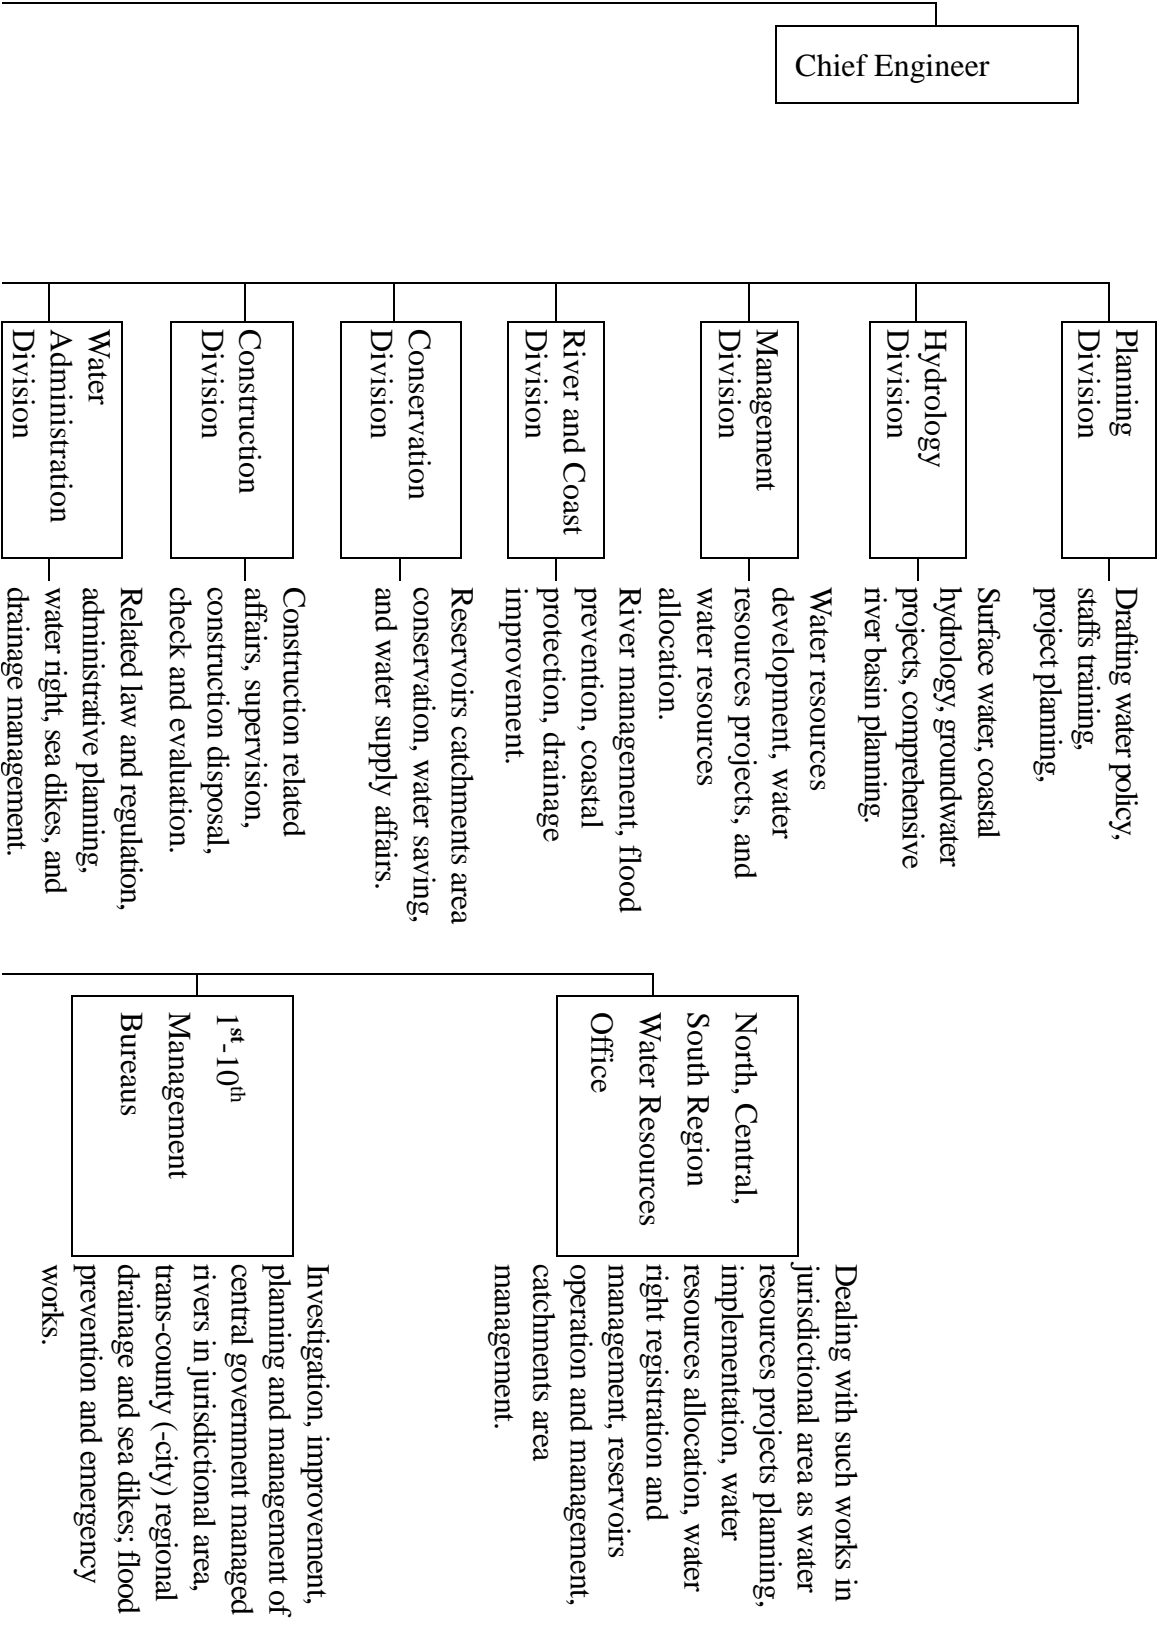 Chief Engineer
Planning
Division
Drafting water policy,
staffs training,
project planning,
Hydrology
Division
Surface water, coastal
hydrology, groundwater
projects, comprehensive
river basin planning.
Management
Division
Water resources
development, water
resources projects, and
water resources
allocation.
River and Coast
Division
River management, flood
prevention, coastal
protection, drainage
improvement.
Conservation
Division
Reservoirs catchments area
conservation, water saving,
and water supply affairs.
Construction
Division
Construction related
affairs, supervision,
construction disposal,
check and evaluation.
Water
Administration
Division
Related law and regulation,
administrative planning,
water right, sea dikes, and
drainage management.
North, Central,
South Region
Water Resources
Office
Dealing with such works in
jurisdictional area as water
resources projects planning,
implementation, water
resources allocation, water
right registration and
management, reservoirs
operation and management,
catchments area
management.
1st-10th
Management
Bureaus
Investigation, improvement,
planning and management of
central government managed
rivers in jurisdictional area,
trans-county (-city) regional
drainage and sea dikes; flood
prevention and emergency
works.